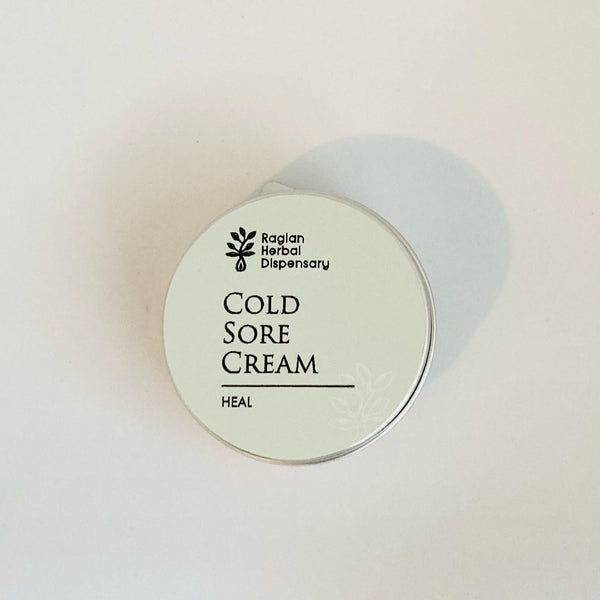 Raglan
Herbal
Dispensary
COLD
SORE
CREAM
HEAL